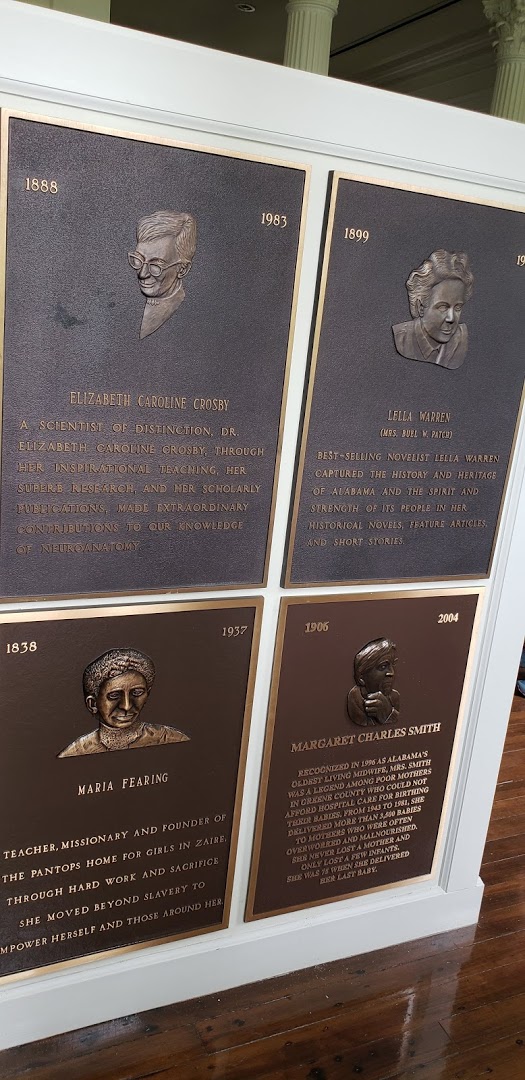 1888
1983
ELIZABETH CAROLINE CROSBY
A SCIENTIST OF DISTINCTION, DR.
ELIZABETH CAROLINE CROSBY, THROUGH
HER INSPIRATIONAL TEACHING, HER
SUPERB RESEARCH, AND HER SCHOLARLY
PUBLICATIONS, MADE EXTRAORDINARY
CONTRIBUTIONS TO OUR KNOWLEDGE
OF NEUROANATOMY.
1899
LELLA WARREN
(MRS. BUEL W. PATCH)
BEST-SELLING NOVELIST LELLA WARREN
CAPTURED THE HISTORY AND HERITAGE
OF ALABAMA AND THE SPIRIT AND
STRENGTH OF ITS PEOPLE IN HER
HISTORICAL NOVELS, FEATURE ARTICLES,
AND SHORT STORIES.
1838
1937
MARIA FEARING
TEACHER, MISSIONARY AND FOUNDER OF
THE PANTOPS HOME FOR GIRLS IN ZAIRE,
THROUGH HARD WORK AND SACRIFICE
SHE MOVED BEYOND SLAVERY TO
MPOWER HERSELF AND THOSE AROUND HER
1906
2004
MARGARET CHARLES SMITH
RECOGNIZED IN 1996 AS ALABAMA'S
OLDEST LIVING MIDWIFE, MRS. SMITH
WAS A LEGEND AMONG POOR MOTHERS
IN GREENE COUNTY WHO COULD NOT
AFFORD HOSPITAL CARE FOR BIRTHING
THEIR BABIES. FROM 1943 TO 1981, SHE
DELIVERED MORE THAN 3,500 BABIES
TO MOTHERS WHO WERE OFTEN
OVERWORKED AND MALNOURISHED.
SHE NEVER LOST A MOTHER AND
ONLY LOST A FEW INFANTS.
SHE WAS 78 WHEN SHE DELIVERED
HER LAST BABY.